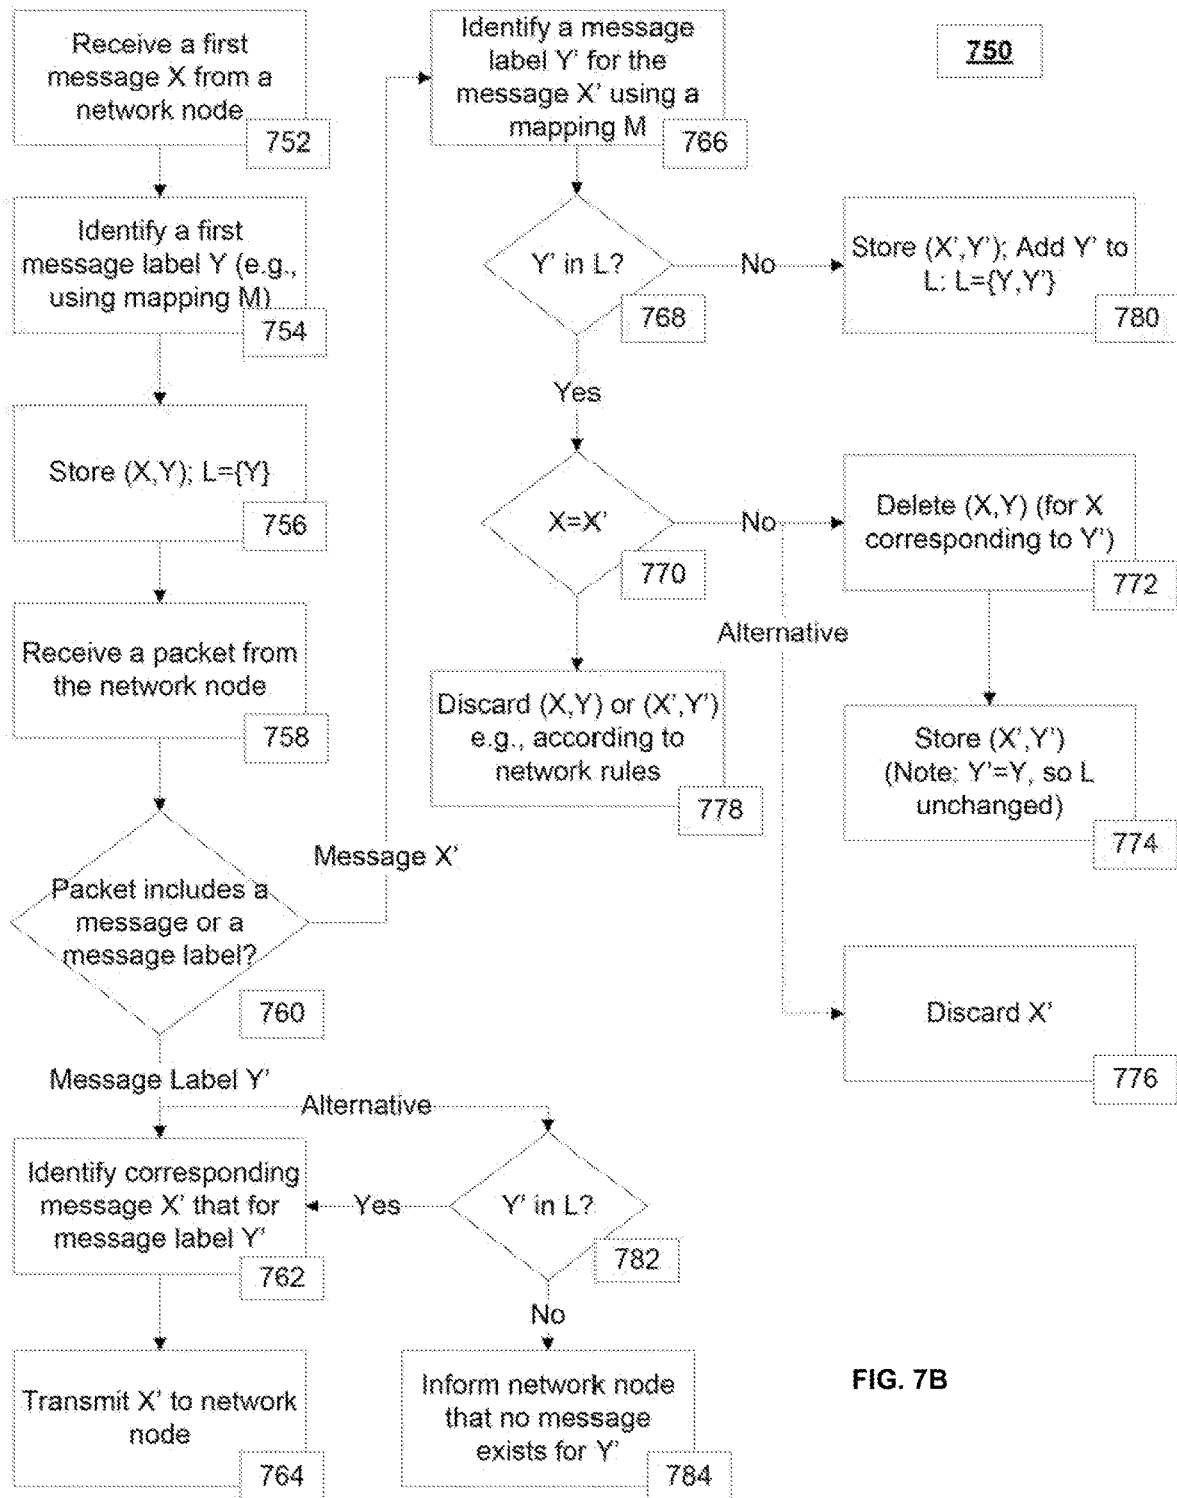 Receive a first
message X from a
network node
752
Identify a first
message label Y (e.g.,
using mapping M)
754
Store (X,Y); L={Y}
756
Receive a packet from
the network node
758
Packet includes a
message or a
message label?
760
Message X'
Message Label Y'
Alternative
Identify corresponding
message X' that for
message label Y'
762
Transmit X' to network
node
764
Yes
Y' in L?
782
No
Inform network node
that no message
exists for Y'
784
Identify a message
label Y' for the
message X' using a
mapping M
766
Y' in L?
768
No
Store (X',Y'); Add Y' to
L: L={Y,Y'}
780
Yes
X=X'
770
No
Alternative
Discard (X,Y) or (X',Y')
e.g., according to
network rules
778
Delete (X,Y) (for X
corresponding to Y')
772
Store (X',Y')
(Note: Y'=Y, so L
unchanged)
774
Discard X'
776
750
FIG. 7B